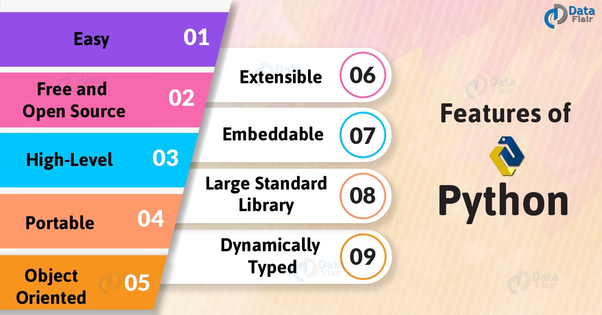 Data
Flair
Easy
01
Free and
Open Source
02
High-Level
03
Portable
04
Object
Oriented
05
Extensible
06
Embeddable
07
Large Standard
Library
08
Dynamically
Typed
09
Features of
Python